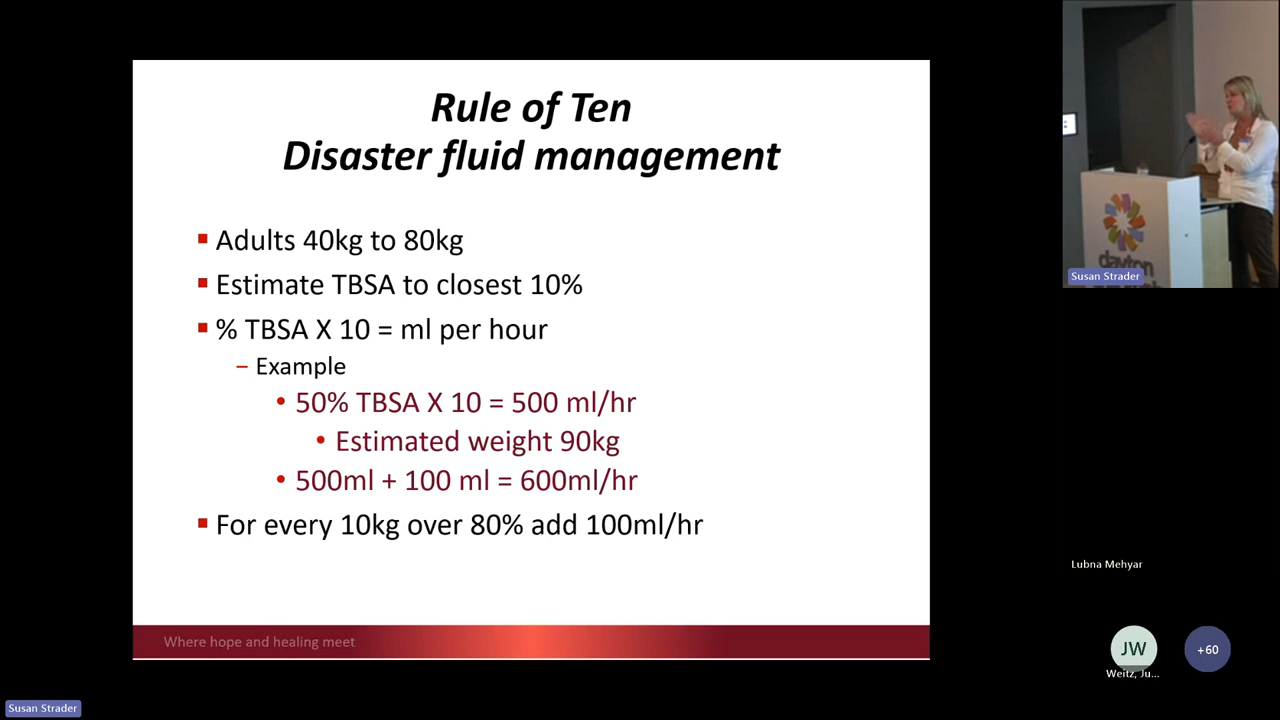 Rule of Ten
Disaster fluid management
Adults 40kg to 80kg
Estimate TBSA to closest 10%
% TBSA X 10 = ml per hour
– Example
• 50% TBSA X 10 = 500 ml/hr
• Estimated weight 90kg
• 500ml + 100 ml = 600ml/hr
For every 10kg over 80% add 100ml/hr
Where hope and healing meet
dayton
Susan Strader
Lubna Mehyar
JW
Weitz, Ju...
+60
Susan Strader